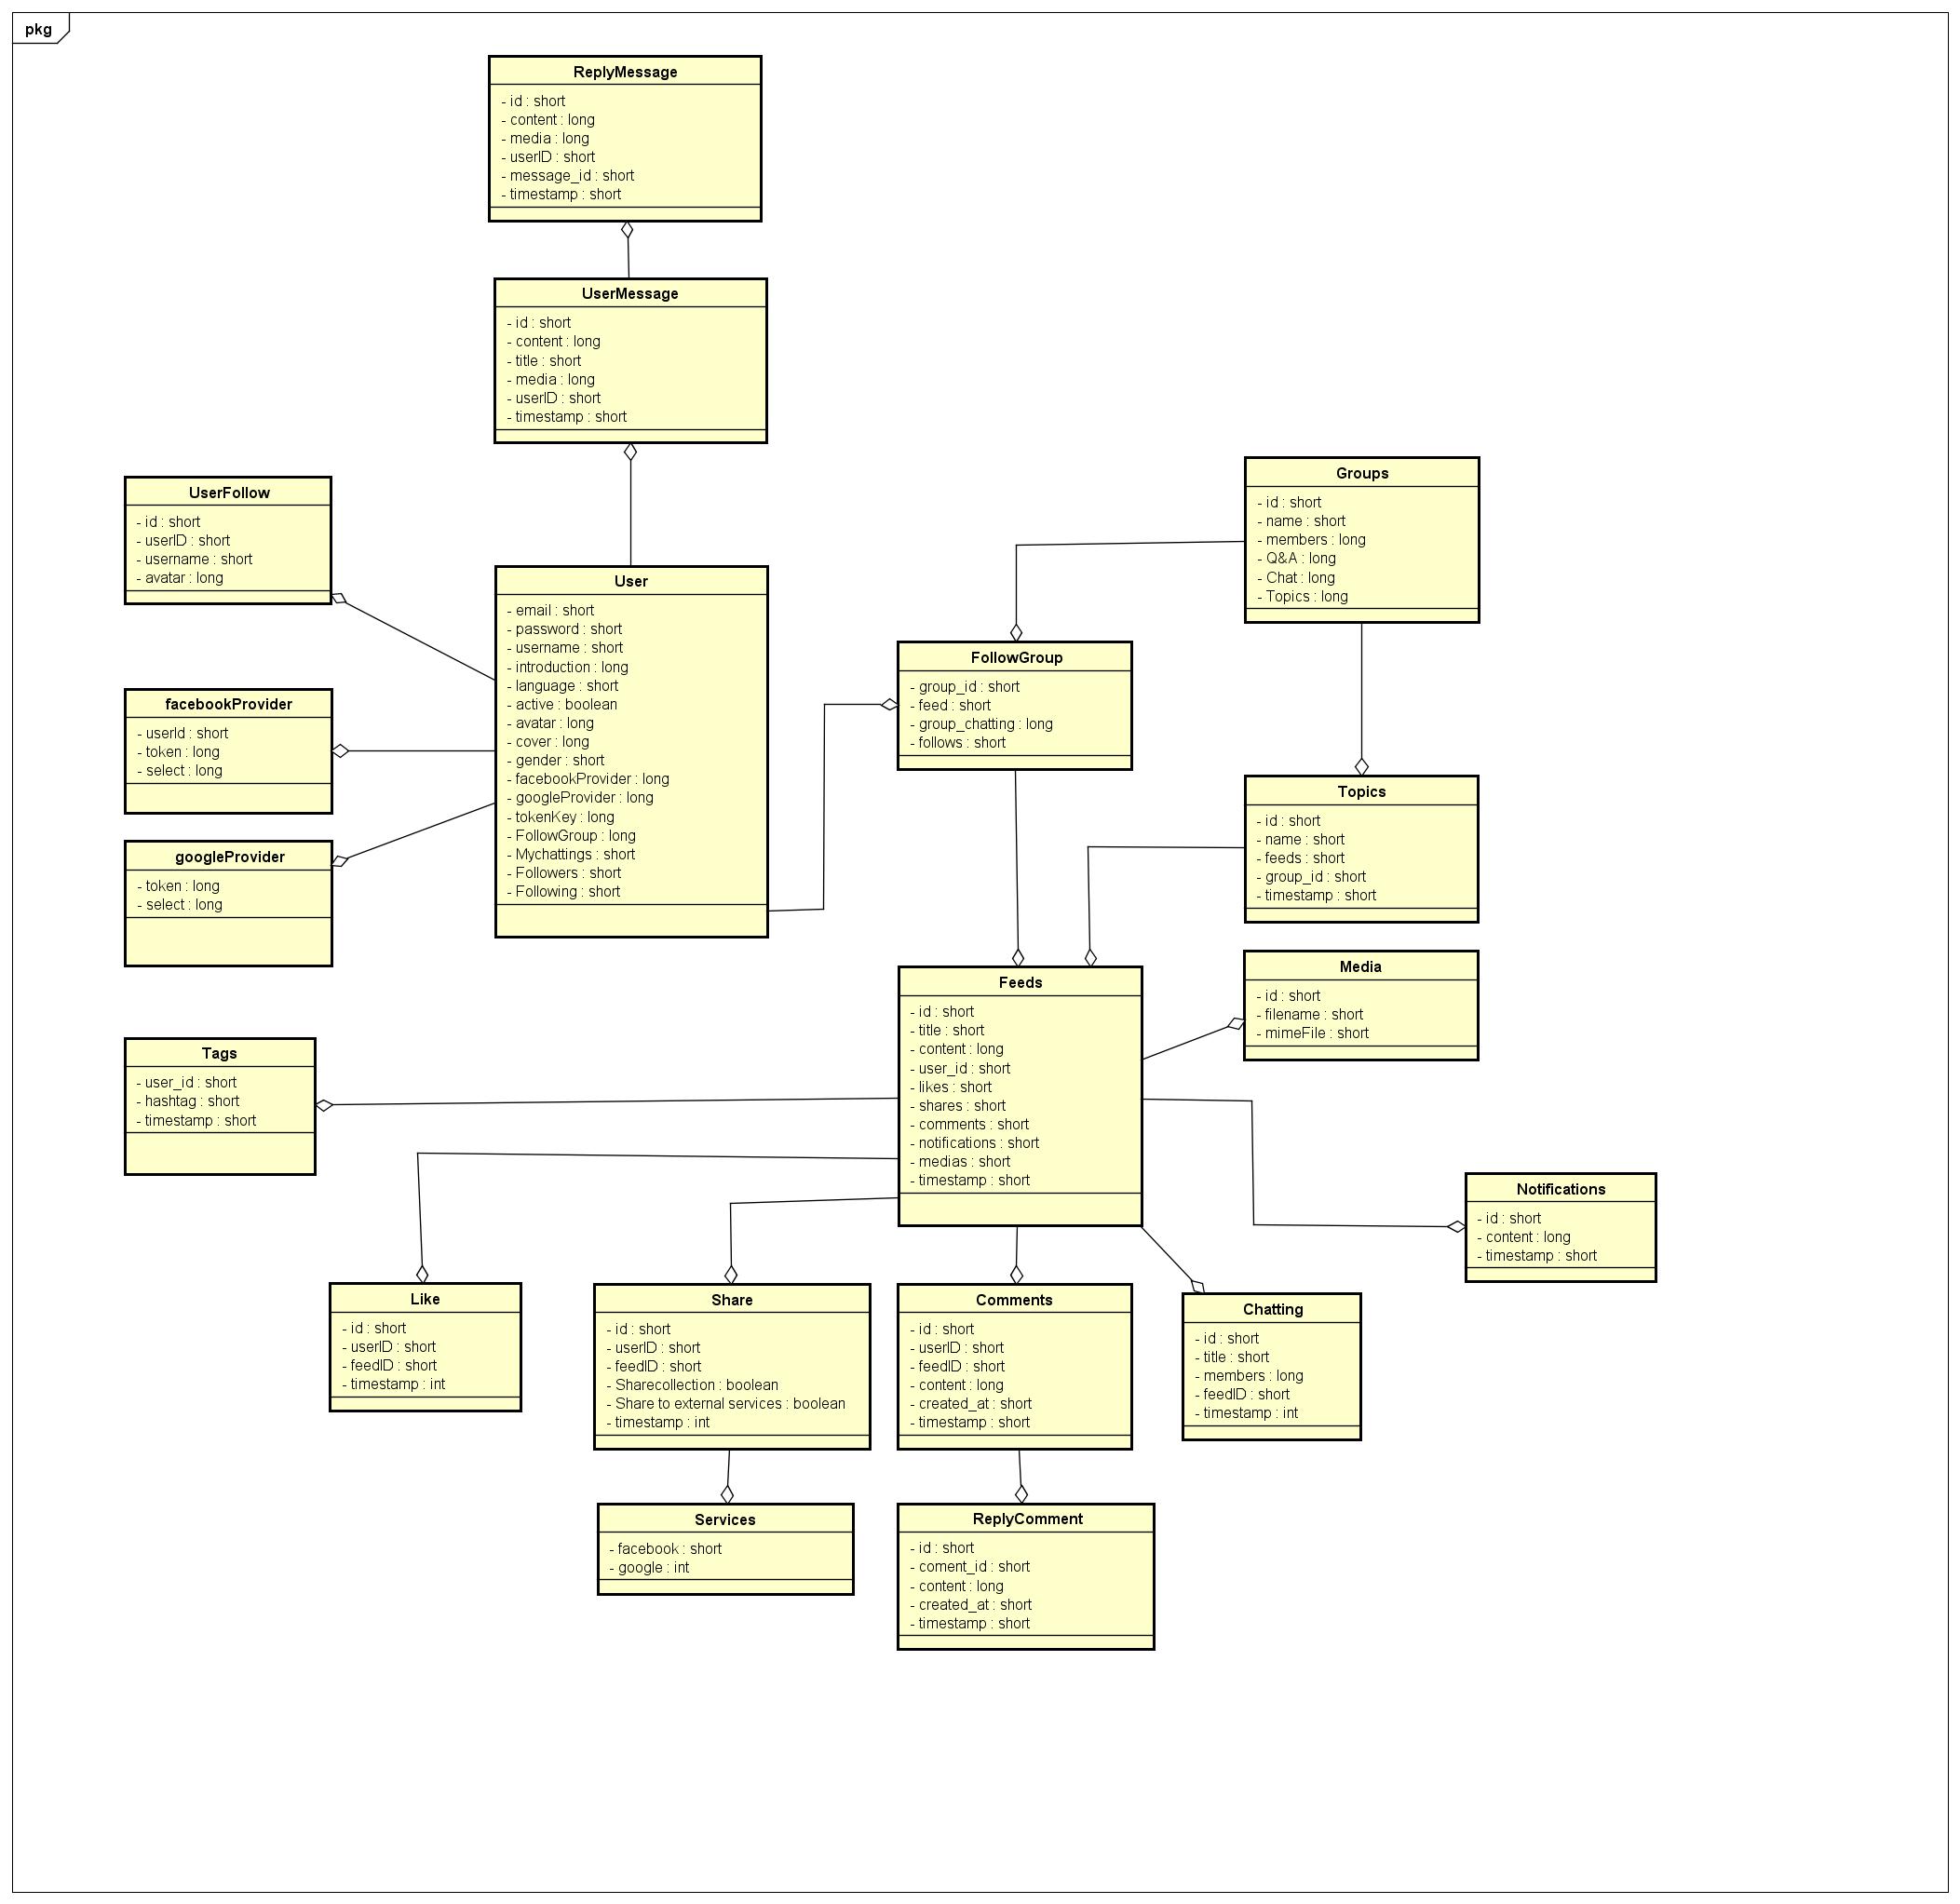 pkg
ReplyMessage
- id : short
- content : long
- media : long
- userID : short
- message_id : short
- timestamp : short
UserMessage
- id : short
- content : long
- title : short
- media : long
- userID : short
- timestamp : short
UserFollow
- id : short
- userID : short
- username : short
- avatar : long
Groups
- id : short
- name : short
- members : long
- Q&A : long
- Chat : long
- Topics : long
User
- email : short
- password : short
- username : short
- introduction : long
- language : short
- active : boolean
- avatar : long
- cover : long
- gender : short
- facebookProvider : long
- googleProvider : long
- tokenKey : long
- FollowGroup : long
- Mychattings : short
- Followers : short
- Following : short
FollowGroup
- group_id : short
- feed : short
- group_chatting : long
- follows : short
facebookProvider
- userId : short
- token : long
- select : long
googleProvider
- token : long
- select : long
Topics
- id : short
- name : short
- feeds : short
- group_id : short
- timestamp : short
Media
- id : short
- filename : short
- mimeFile : short
Feeds
- id : short
- title : short
- content : long
- user_id : short
- likes : short
- shares : short
- comments : short
- notifications : short
- medias : short
- timestamp : short
Tags
- user_id : short
- hashtag : short
- timestamp : short
Notifications
- id : short
- content : long
- timestamp : short
Like
- id : short
- userID : short
- feedID : short
- timestamp : int
Share
- id : short
- userID : short
- feedID : short
- Sharecollection : boolean
- Share to external services : boolean
- timestamp : int
Comments
- id : short
- userID : short
- feedID : short
- content : long
- created_at : short
- timestamp : short
Chatting
- id : short
- title : short
- members : long
- feedID : short
- timestamp : int
Services
- facebook : short
- google : int
ReplyComment
- id : short
- coment_id : short
- content : long
- created_at : short
- timestamp : short